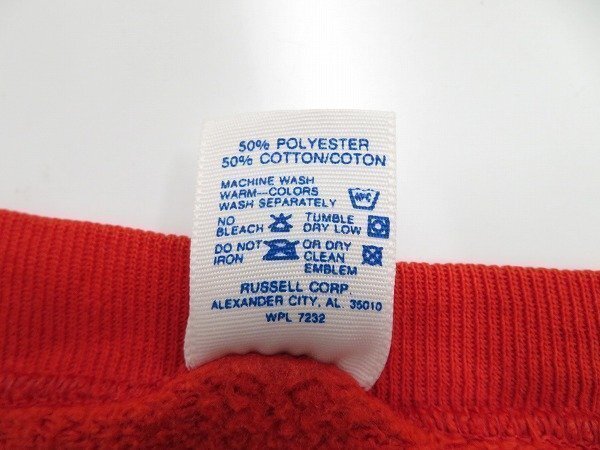 50% POLYESTER
50% COTTON/COTON
MACHINE WASH
WARM—COLORS
WASH SEPARATELY
NO TUMBLE
BLEACH DRY LOW
DO NOT OR DRY
IRON CLEAN
EMBLEM
RUSSELL CORP.
ALEXANDER CITY, AL 35010
WPL 7232